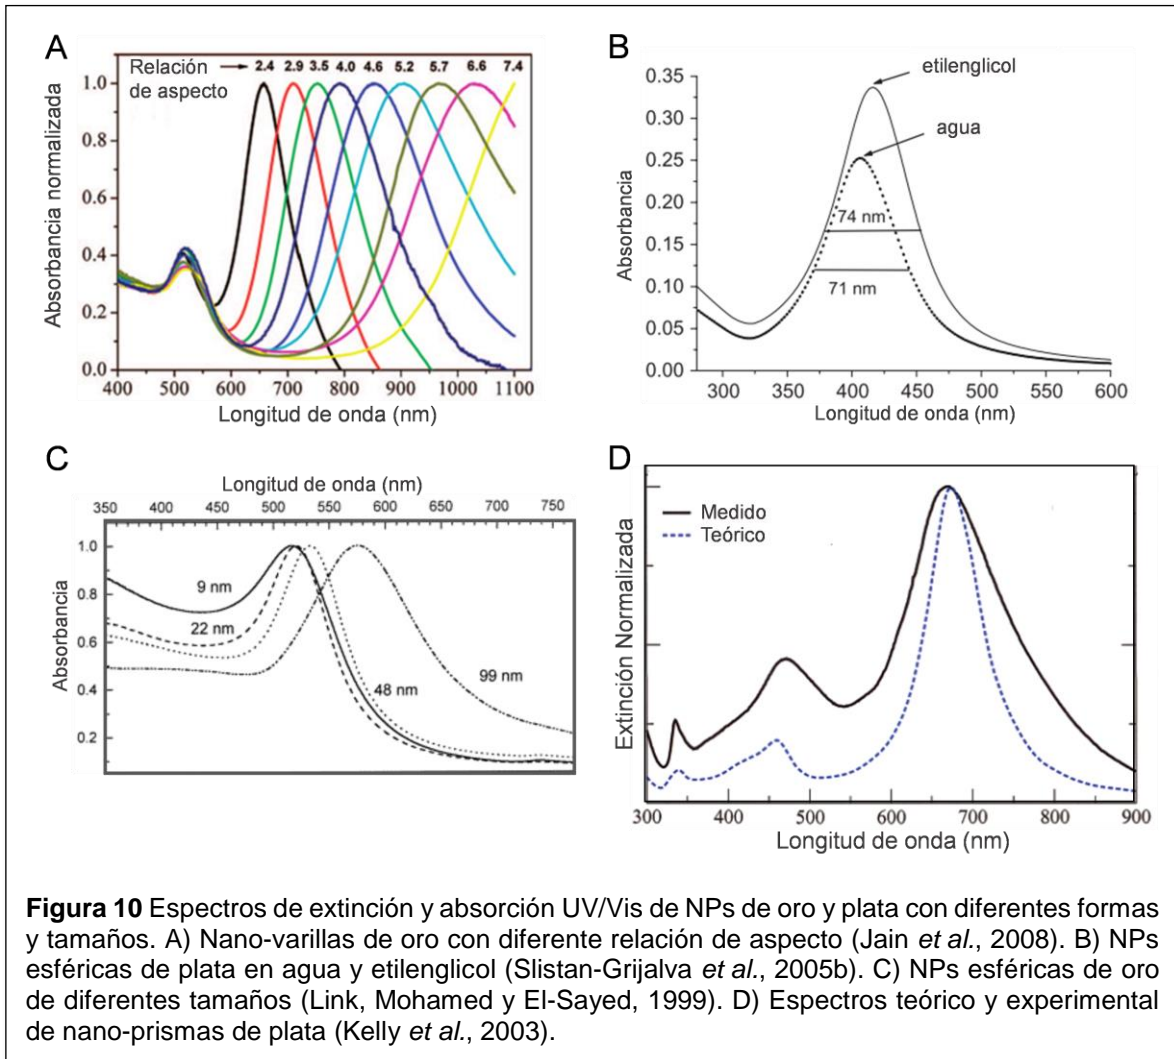 A
Relación → 2.4 2.9 3.5 4.0 4.6 5.2 5.7 6.6 7.4
de aspecto
1.0
0.8
0.6
0.4
0.2
0.0
Absorbancia normalizada
400 500 600 700 800 900 1000 1100
Longitud de onda (nm)
B
etilenglicol
agua
74 nm
71 nm
0.35
0.30
0.25
0.20
0.15
0.10
0.05
0.00
Absorbancia
300 350 400 450 500 550 600
Longitud de onda (nm)
C
Longitud de onda (nm)
350 400 450 500 550 600 650 700 750
1.0
0.8
0.6
0.4
0.2
Absorbancia
9 nm
22 nm
48 nm
99 nm
D
Medido
Teórico
Extinción Normalizada
300 400 500 600 700 800 900
Longitud de onda (nm)
Figura 10 Espectros de extinción y absorción UV/Vis de NPs de oro y plata con diferentes formas
y tamaños. A) Nano-varillas de oro con diferente relación de aspecto (Jain et al., 2008). B) NPs
esféricas de plata en agua y etilenglicol (Slistan-Grijalva et al., 2005b). C) NPs esféricas de oro
de diferentes tamaños (Link, Mohamed y El-Sayed, 1999). D) Espectros teórico y experimental
de nano-prismas de plata (Kelly et al., 2003).